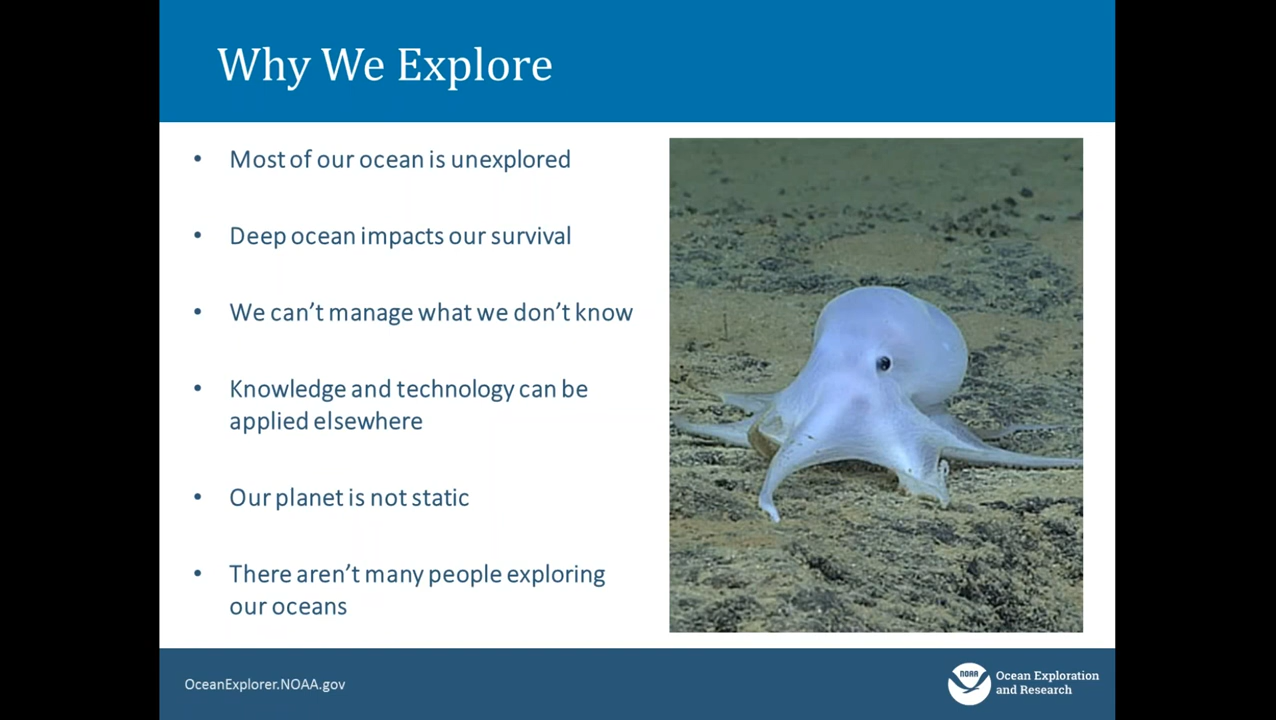 Why We Explore
• Most of our ocean is unexplored
• Deep ocean impacts our survival
• We can't manage what we don't know
• Knowledge and technology can be
applied elsewhere
• Our planet is not static
• There aren't many people exploring
our oceans
OceanExplorer.NOAA.gov
NOAA
Ocean Exploration
and Research